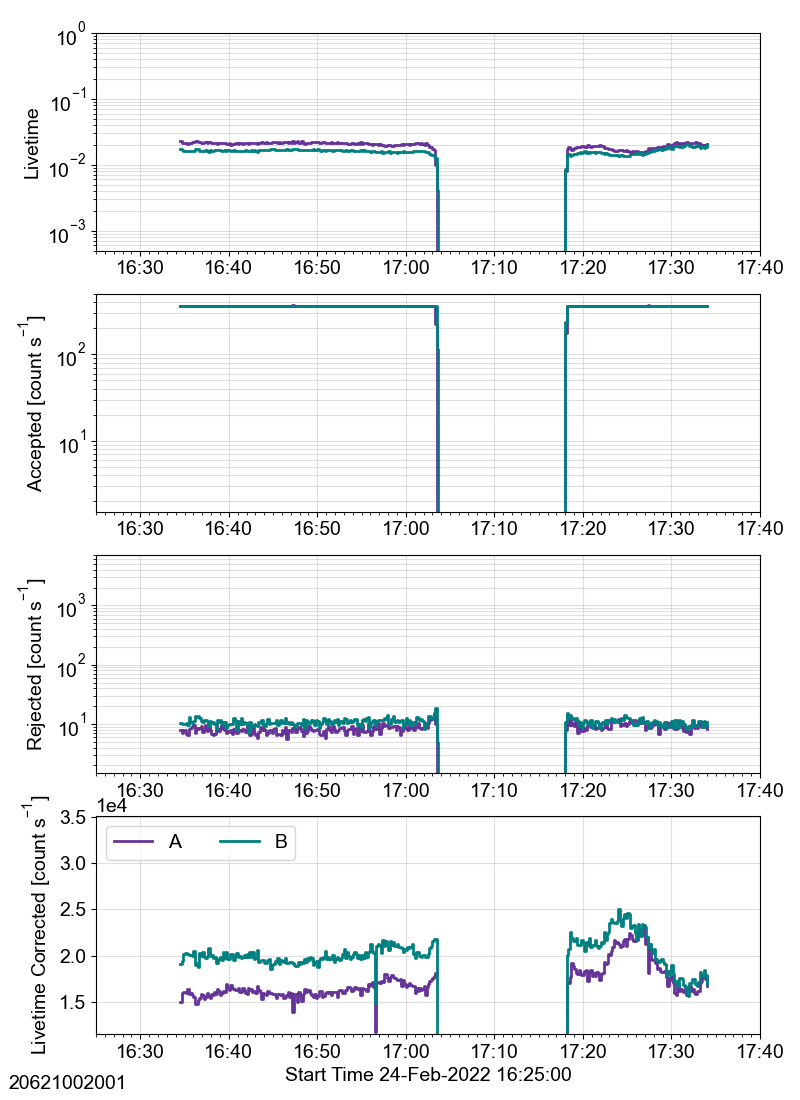 10^0
10^−1
10^−2
10^−3
Livetime
16:30 16:40 16:50 17:00 17:10 17:20 17:30 17:40
10^2
10^1
Accepted [count s^−1]
16:30 16:40 16:50 17:00 17:10 17:20 17:30 17:40
10^3
10^2
10^1
Rejected [count s^−1]
16:30 16:40 16:50 17:00 17:10 17:20 17:30 17:40
1e4
3.5
3.0
2.5
2.0
1.5
Livetime Corrected [count s^−1]
A B
16:30 16:40 16:50 17:00 17:10 17:20 17:30 17:40
Start Time 24-Feb-2022 16:25:00
20621002001